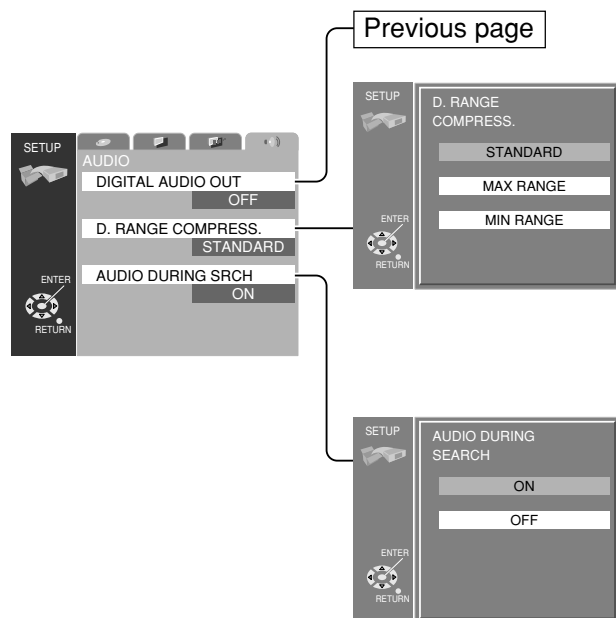 Previous page
SETUP
AUDIO
DIGITAL AUDIO OUT
OFF
D. RANGE COMPRESS.
STANDARD
AUDIO DURING SRCH
ON
ENTER
RETURN
SETUP
D. RANGE
COMPRESS.
STANDARD
MAX RANGE
MIN RANGE
ENTER
RETURN
SETUP
AUDIO DURING
SEARCH
ON
OFF
ENTER
RETURN